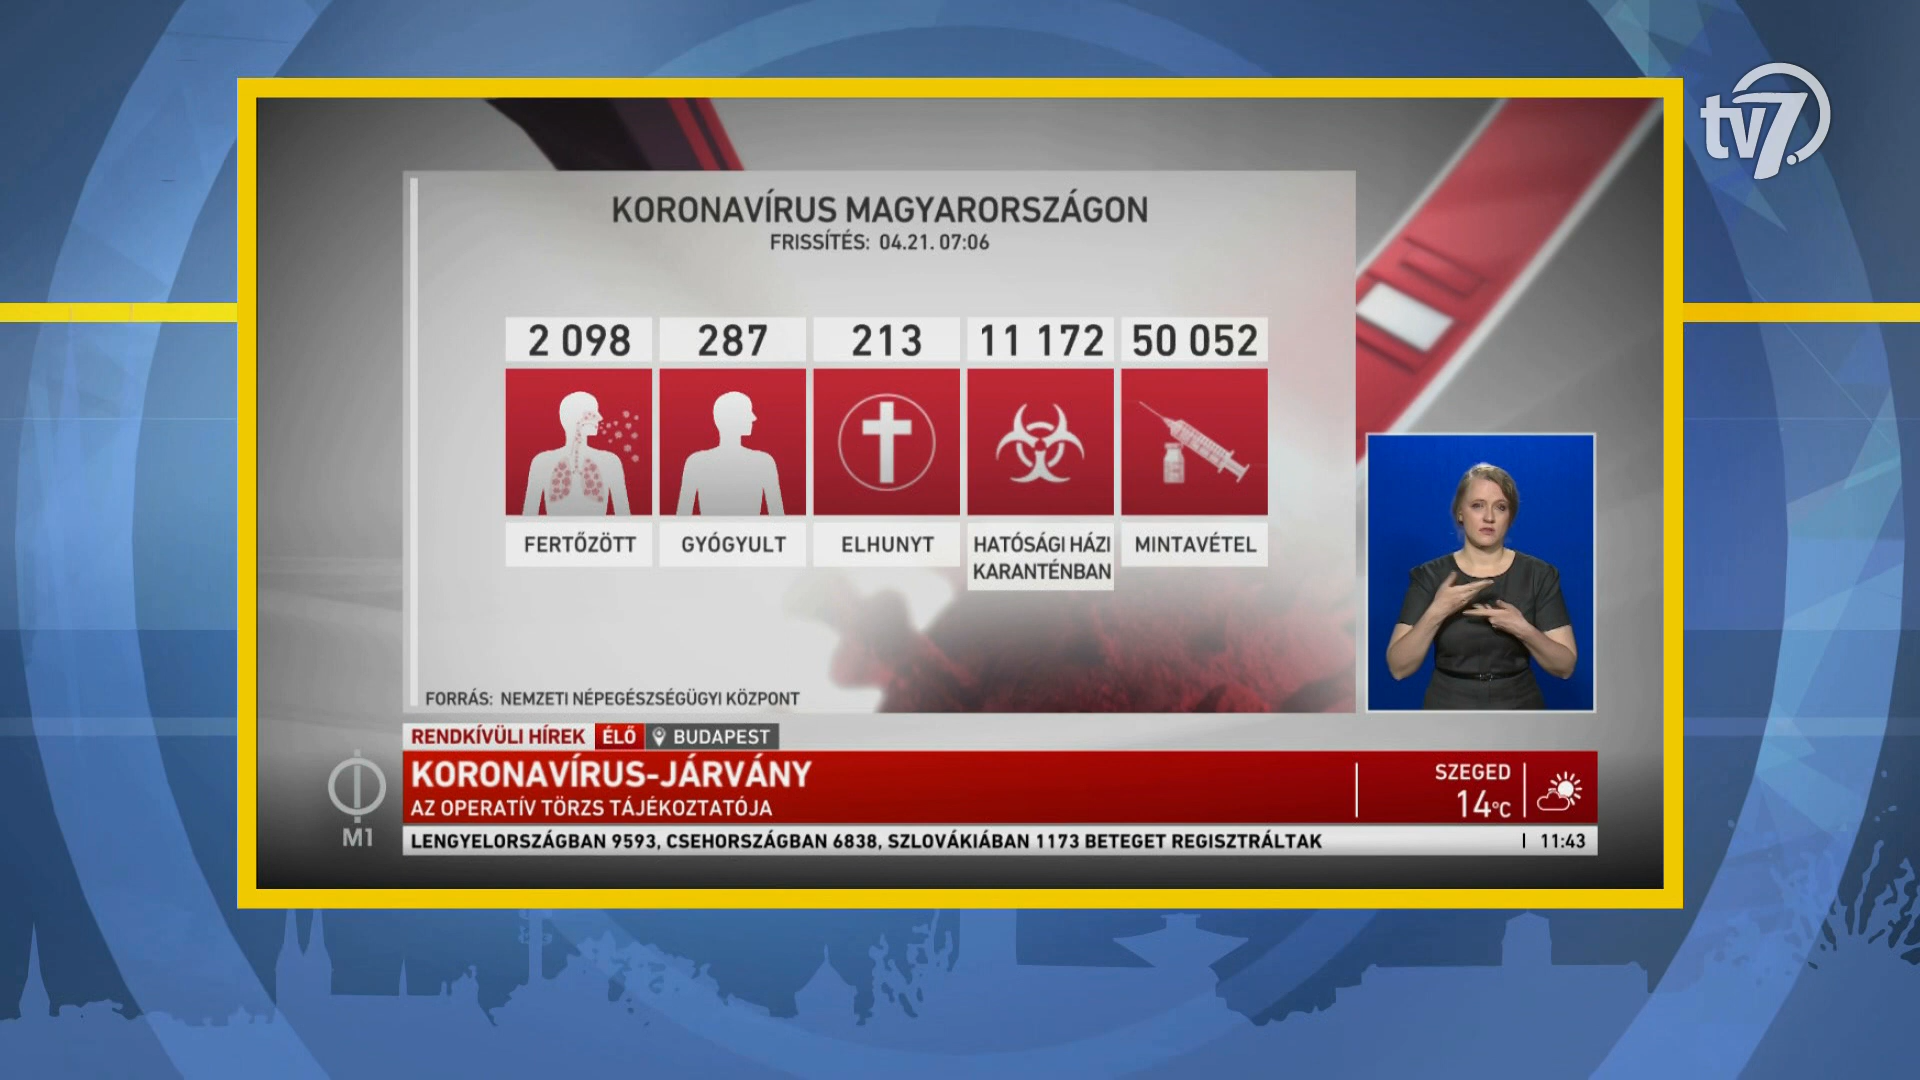 tv7
KORONAVÍRUS MAGYARORSZÁGON
FRISSÍTÉS: 04.21. 07:06
2 098
287
213
11 172
50 052
FERTŐZÖTT
GYÓGYULT
ELHUNYT
HATÓSÁGI HÁZI
KARANTÉNBAN
MINTAVÉTEL
FORRÁS: NEMZETI NÉPEGÉSZSÉGÜGYI KÖZPONT
RENDKÍVÜLI HÍREK ÉLŐ BUDAPEST
KORONAVÍRUS-JÁRVÁNY
AZ OPERATÍV TÖRZS TÁJÉKOZTATÓJA
SZEGED
14°C
M1
LENGYELORSZÁGBAN 9593, CSEHORSZÁGBAN 6838, SZLOVÁKIÁBAN 1173 BETEGET REGISZTRÁLTAK
11:43